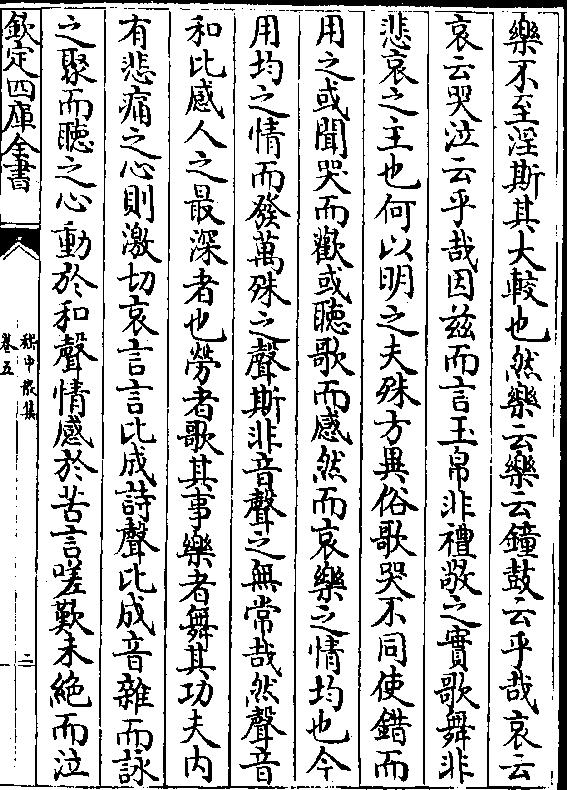 樂不至淫斯其大較也然樂云樂云鐘鼓云乎哉哀云
哀云哭泣云乎哉因兹而言玉帛非禮敬之實歌舞非
悲哀之主也何以明之夫殊方異俗歌哭不同使錯而
用之或聞哭而歡或聽歌而感然而哀樂之情均也今
用均之情而發萬殊之聲斯非音聲之無常哉然聲音
和比感人之最深者也勞者歌其事樂者舞其功夫内
有悲痛之心則激切哀言言比成詩聲比成音雜而詠
之聚而聽之心動於和聲情感於苦言嗟歎未絶而泣
欽定四庫全書
嵇中散集
卷五
二